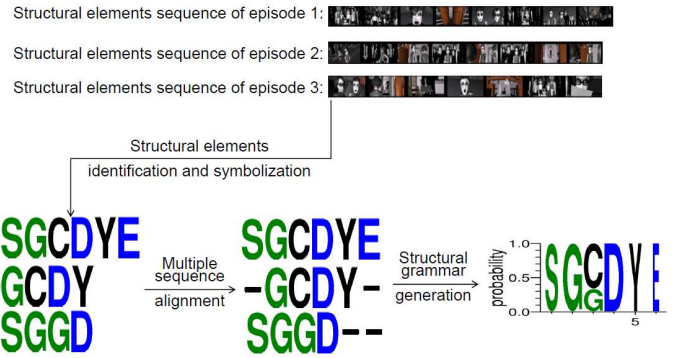 Structural elements sequence of episode 1:
Structural elements sequence of episode 2:
Structural elements sequence of episode 3:
Structural elements
identification and symbolization
SGCDYE
GCDY
SGGD
Multiple
sequence
alignment
SGCDYE
-GCDY-
SGGD--
Structural
grammar
generation
probability
1.0
0.5
0.0
SGCDYE
G
5